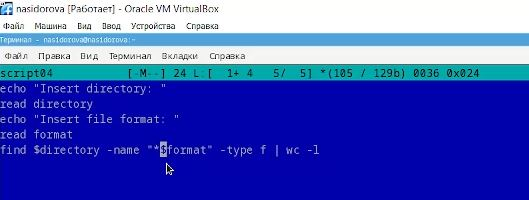 nasidorova [Работает] - Oracle VM VirtualBox
Файл Машина Вид Ввод Устройства Справка
Терминал - nasidorova@nasidorova:~
Файл Правка Вид Терминал Вкладки Справка
script04 [-M--] 24 L:[ 1+ 4 5/ 5] *(105 / 129b) 0036 0x024
echo "Insert directory: "
read directory
echo "Insert file format: "
read format
find $directory -name "*$format" -type f | wc -l